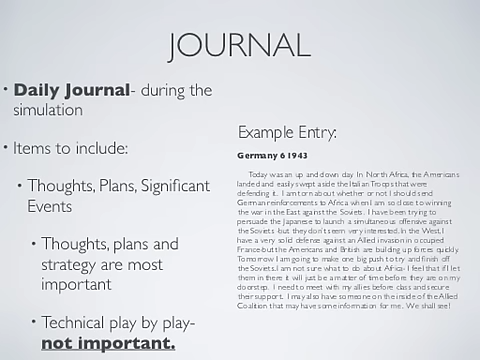 JOURNAL
• Daily Journal- during the
simulation
• Items to include:
• Thoughts, Plans, Significant
Events
• Thoughts, plans and
strategy are most
important
• Technical play by play-
not important.
Example Entry:
Germany 6 1943
Today was an up and down day. In North Africa, the Americans
landed and easily swept aside the Italian Troops that were
defending it. I am torn about whether or not I should send
German reinforcements to Africa when I am so close to winning
the war in the East against the Soviets. I have been trying to
persuade the Japanese to launch a simultaneous offensive against
the Soviets but they don't seem very interested. In the West, I
have a very solid defense against an Allied invasion in occupied
France but the Americans and British are building up forces quickly.
Tomorrow I am going to make one big push to try and finish off
the Soviets. I am not sure what to do about Africa- I feel that if I let
them in there it will just be a matter of time before they are on my
doorstep. I need to meet with my allies before class and secure
their support. I may also have someone on the inside of the Allied
Coalition that may have some information for me. We shall see!